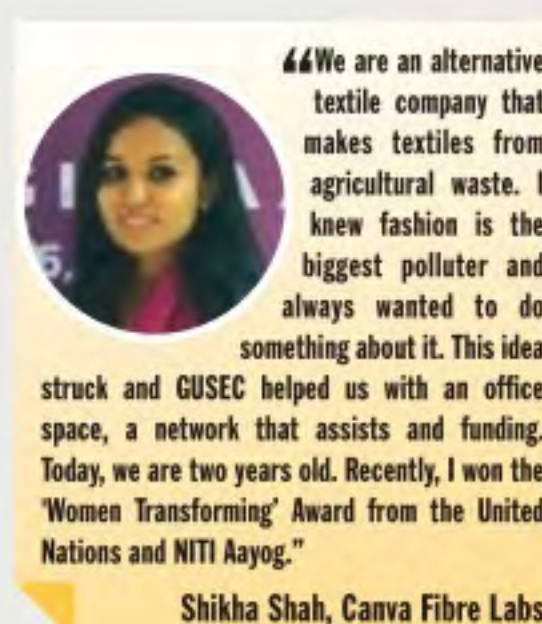 “We are an alternative
textile company that
makes textiles from
agricultural waste. I
knew fashion is the
biggest polluter and
always wanted to do
something about it. This idea
struck and GUSEC helped us with an office
space, a network that assists and funding.
Today, we are two years old. Recently, I won the
'Women Transforming' Award from the United
Nations and NITI Aayog.”
Shikha Shah, Canva Fibre Labs